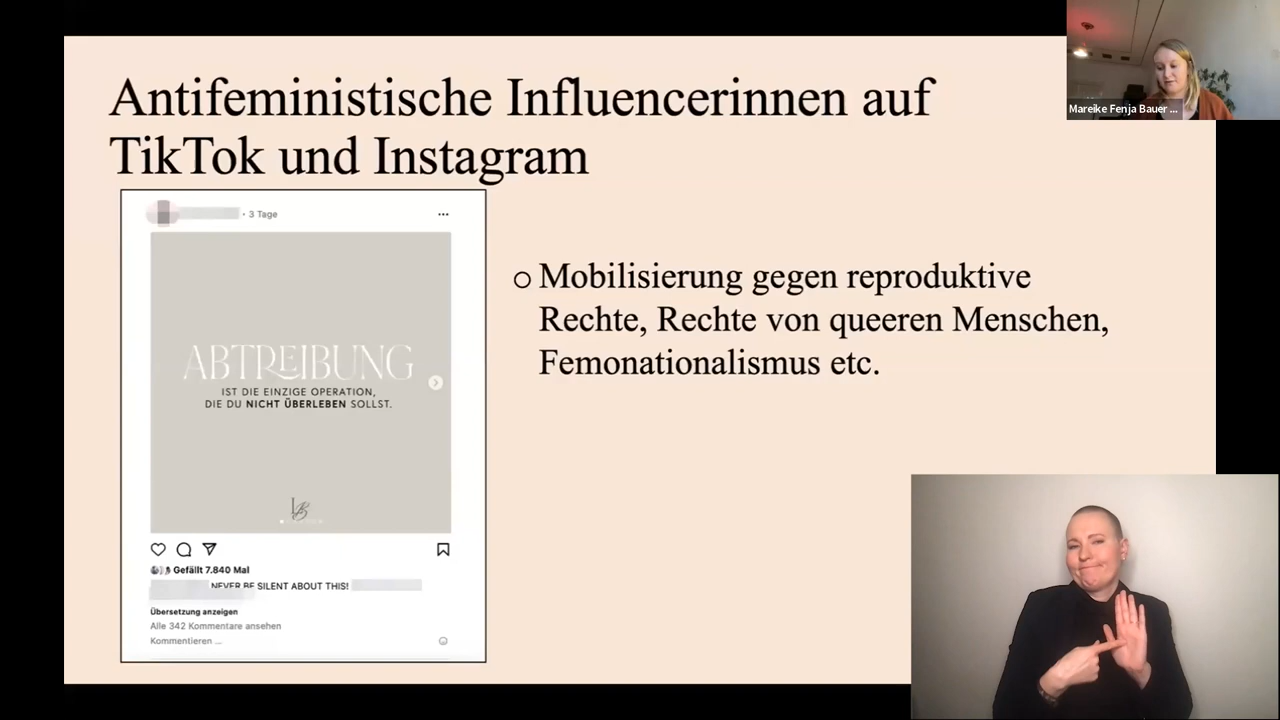 Antifeministische Influencerinnen auf
TikTok und Instagram
Mareike Fenja Bauer ...
• 3 Tage
...
ABTREIBUNG
IST DIE EINZIGE OPERATION,
DIE DU NICHT ÜBERLEBEN SOLLST.
LB
Gefällt 7.840 Mal
NEVER BE SILENT ABOUT THIS!
Übersetzung anzeigen
Alle 342 Kommentare ansehen
Kommentieren ...
○ Mobilisierung gegen reproduktive
Rechte, Rechte von queeren Menschen,
Femonationalismus etc.